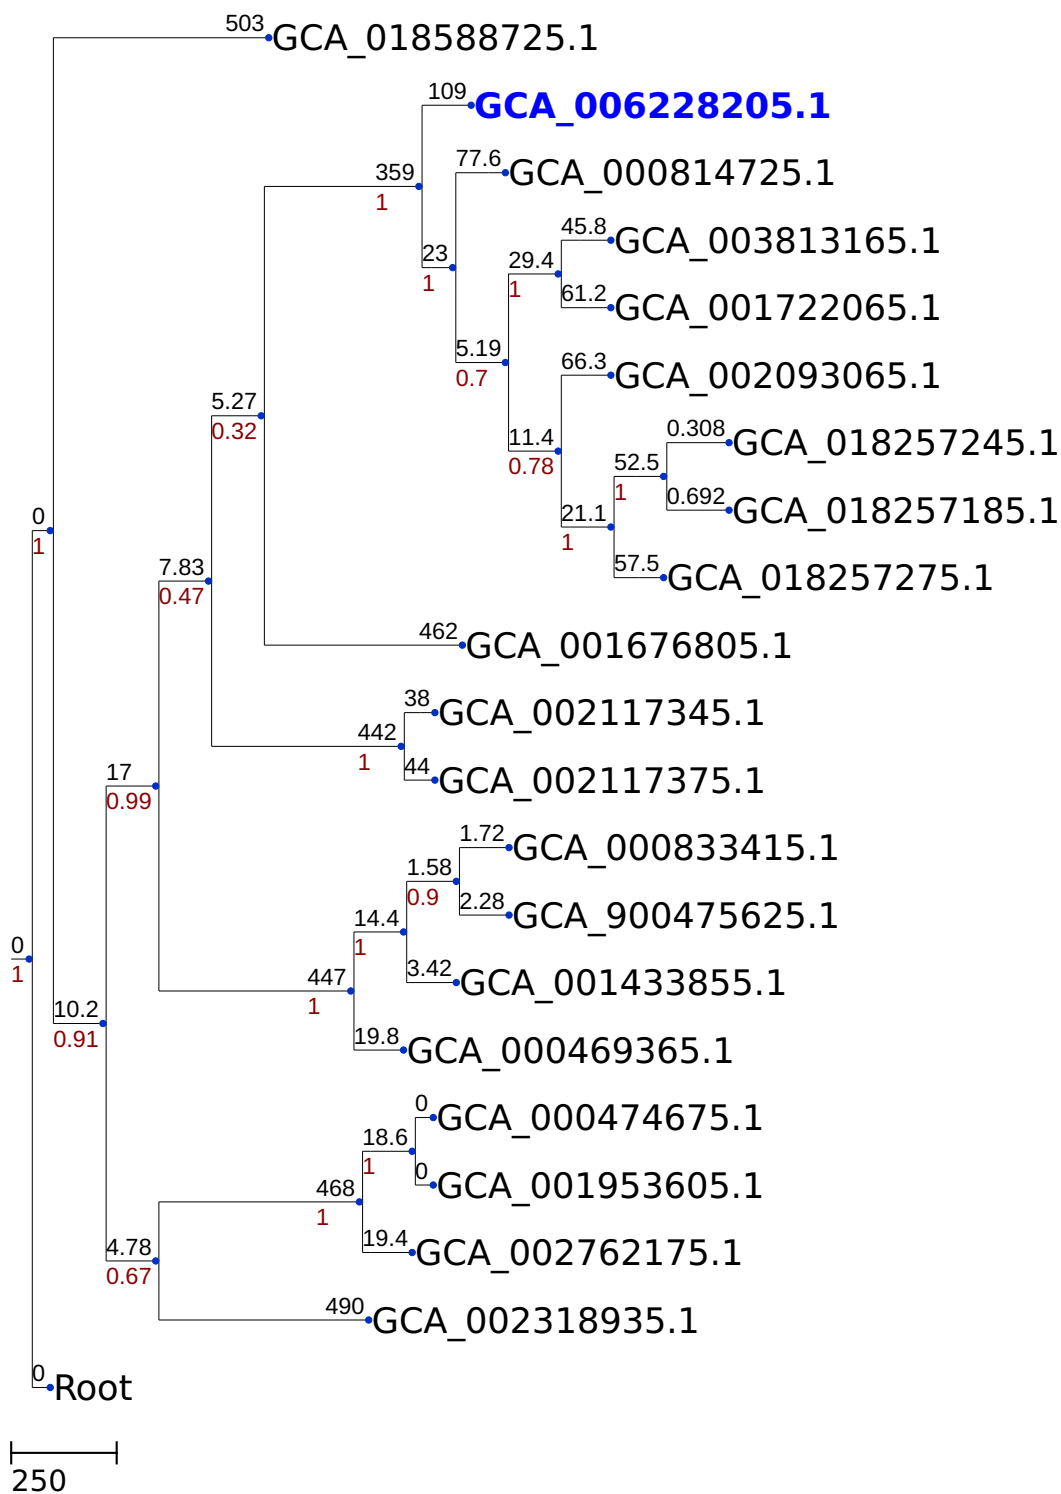 503
GCA_018588725.1
109
GCA_006228205.1
359
1
77.6
GCA_000814725.1
45.8
GCA_003813165.1
23
1
29.4
1
61.2
GCA_001722065.1
5.19
0.7
66.3
GCA_002093065.1
5.27
0.32
11.4
0.78
0.308
GCA_018257245.1
52.5
1
0.692
GCA_018257185.1
21.1
1
0
1
57.5
GCA_018257275.1
7.83
0.47
462
GCA_001676805.1
38
GCA_002117345.1
442
1
44
GCA_002117375.1
17
0.99
1.72
GCA_000833415.1
1.58
0.9
2.28
GCA_900475625.1
14.4
1
0
1
3.42
GCA_001433855.1
447
1
10.2
0.91
19.8
GCA_000469365.1
0
GCA_000474675.1
18.6
1
0
GCA_001953605.1
468
1
19.4
GCA_002762175.1
4.78
0.67
490
GCA_002318935.1
0
Root
250